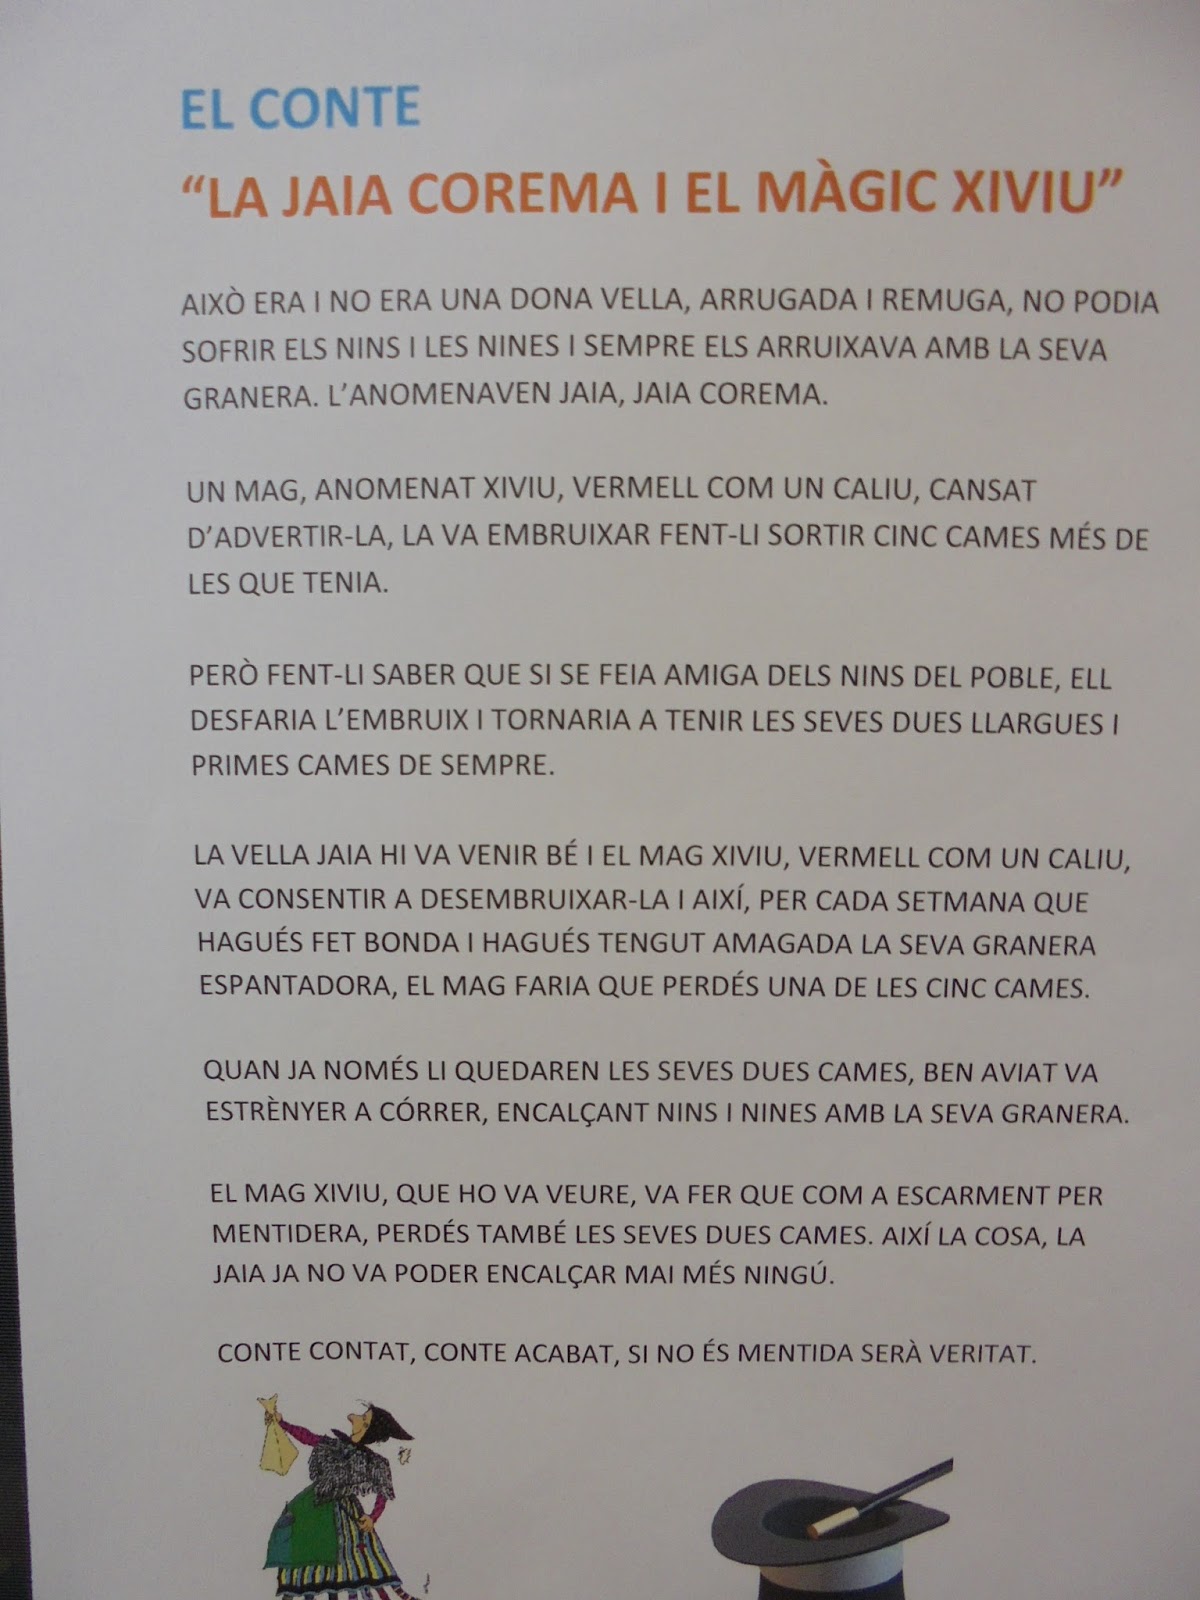 EL CONTE
“LA JAIA COREMA I EL MÀGIC XIVIU”
AIXÒ ERA I NO ERA UNA DONA VELLA, ARRUGADA I REMUGA, NO PODIA
SOFRIR ELS NINS I LES NINES I SEMPRE ELS ARRUIXAVA AMB LA SEVA
GRANERA. L’ANOMENAVEN JAIA, JAIA COREMA.
UN MAG, ANOMENAT XIVIU, VERMELL COM UN CALIU, CANSAT
D’ADVERTIR-LA, LA VA EMBRUIXAR FENT-LI SORTIR CINC CAMES MÉS DE
LES QUE TENIA.
PERÒ FENT-LI SABER QUE SI SE FEIA AMIGA DELS NINS DEL POBLE, ELL
DESFARIA L’EMBRUIX I TORNARIA A TENIR LES SEVES DUES LLARGUES I
PRIMES CAMES DE SEMPRE.
LA VELLA JAIA HI VA VENIR BÉ I EL MAG XIVIU, VERMELL COM UN CALIU,
VA CONSENTIR A DESEMBRUIXAR-LA I AIXÍ, PER CADA SETMANA QUE
HAGUÉS FET BONDA I HAGUÉS TENGUT AMAGADA LA SEVA GRANERA
ESPANTADORA, EL MAG FARIA QUE PERDÉS UNA DE LES CINC CAMES.
QUAN JA NOMÉS LI QUEDAREN LES SEVES DUES CAMES, BEN AVIAT VA
ESTRÈNYER A CÓRRER, ENCALÇANT NINS I NINES AMB LA SEVA GRANERA.
EL MAG XIVIU, QUE HO VA VEURE, VA FER QUE COM A ESCARMENT PER
MENTIDERA, PERDÉS TAMBÉ LES SEVES DUES CAMES. AIXÍ LA COSA, LA
JAIA JA NO VA PODER ENCALÇAR MAI MÉS NINGÚ.
CONTE CONTAT, CONTE ACABAT, SI NO ÉS MENTIDA SERÀ VERITAT.